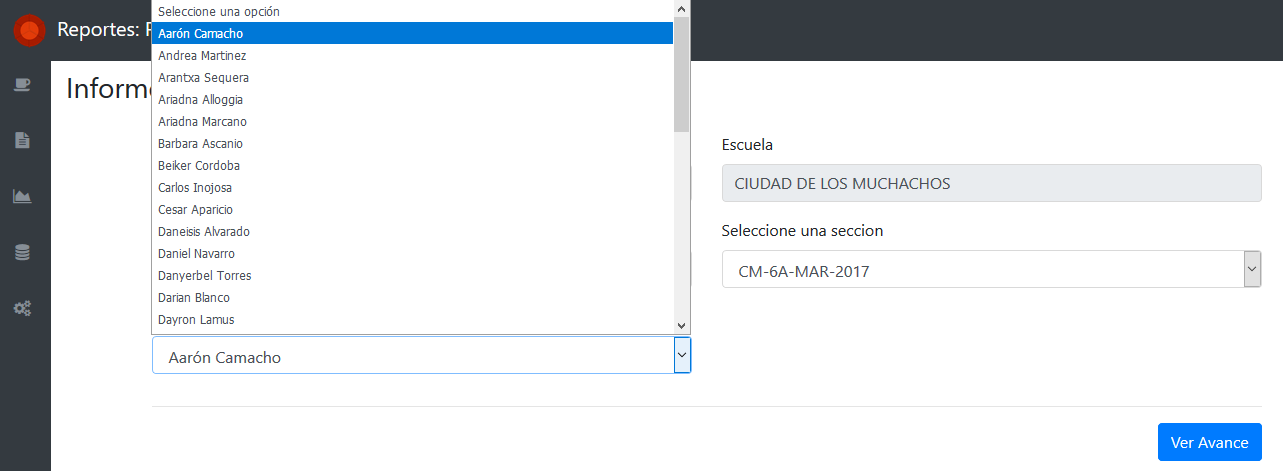 Reportes:
Seleccione una opción
Aarón Camacho
Andrea Martinez
Arantxa Sequera
Ariadna Alloggia
Ariadna Marcano
Barbara Ascanio
Beiker Cordoba
Carlos Inojosa
Cesar Aparicio
Daneisis Alvarado
Daniel Navarro
Danyerbel Torres
Darian Blanco
Dayron Lamus
Aarón Camacho
Escuela
CIUDAD DE LOS MUCHACHOS
Seleccione una seccion
CM-6A-MAR-2017
Ver Avance